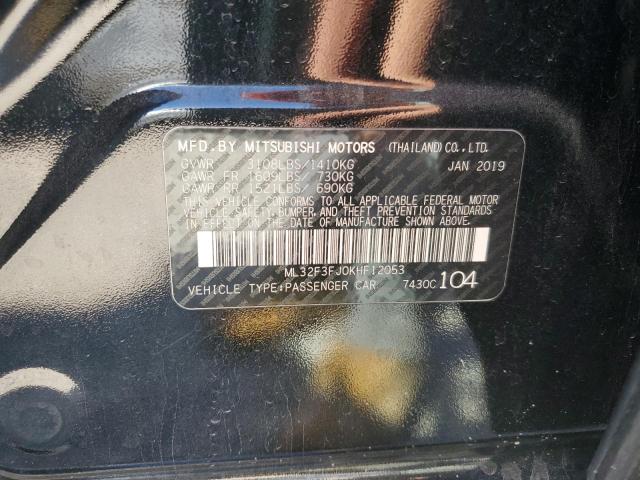 MFD.BY MITSUBISHI MOTORS (THAILAND) CO.,LTD.
GVWR 3108LBS/1410KG JAN 2019
GAWR FR 1609LBS/ 730KG
GAWR RR 1521LBS/ 690KG
THIS VEHICLE CONFORMS TO ALL APPLICABLE FEDERAL MOTOR
VEHICLE SAFETY, BUMPER, AND THEFT PREVENTION STANDARDS
IN EFFECT ON THE DATE OF MANUFACTURE SHOWN ABOVE.
ML32F3FJ0KHF12053
VEHICLE TYPE:PASSENGER CAR 7430C 104